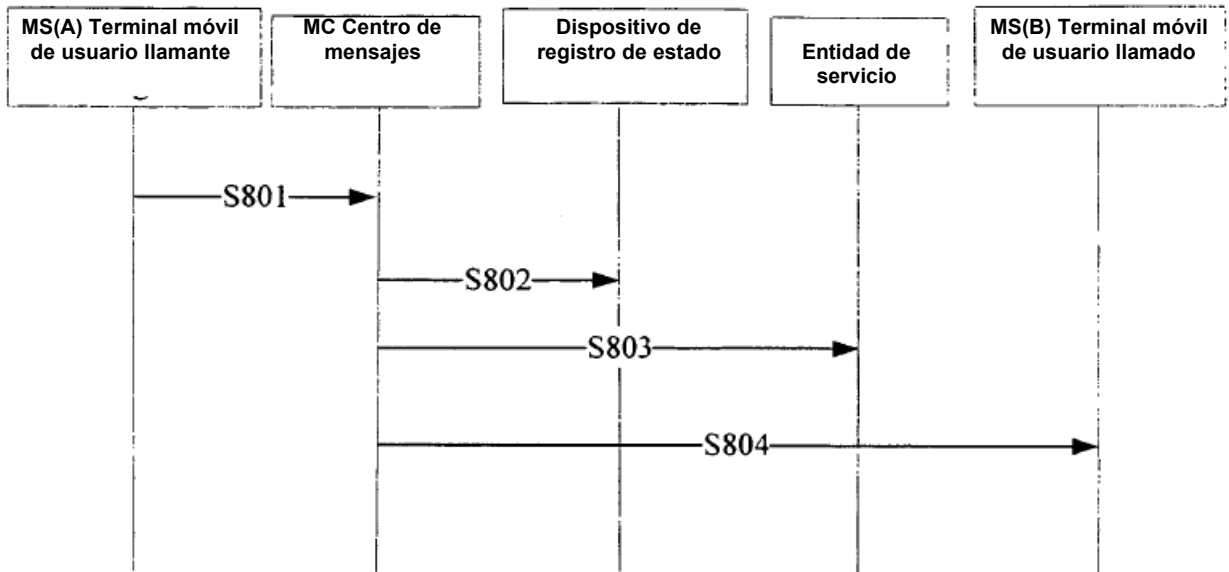 MS(A) Terminal móvil
de usuario llamante
MC Centro de
mensajes
Dispositivo de
registro de estado
Entidad de
servicio
MS(B) Terminal móvil
de usuario llamado
S801
S802
S803
S804